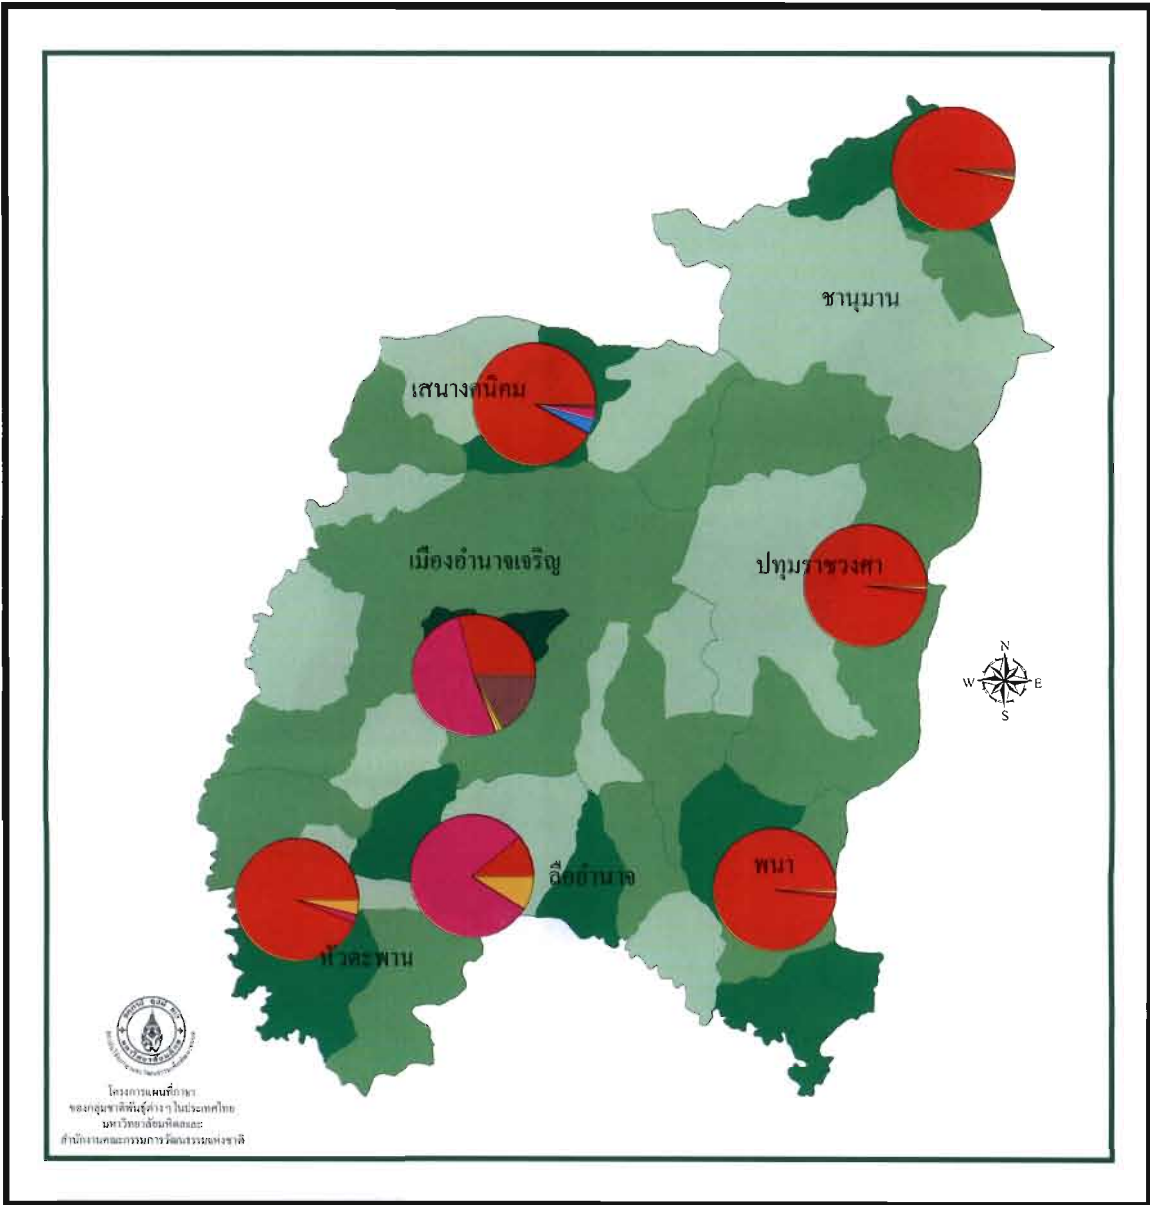 ชานุมาน
เสนางคนิคม
เมืองอำนาจเจริญ
ปทุมราชวงศา
N
W E
S
พนา
ลืออำนาจ
หัวตะพาน
โครงการแผนที่ภาษา
ของกลุ่มชาติพันธุ์ต่าง ๆ ในประเทศไทย
มหาวิทยาลัยมหิดลและ
สำนักงานคณะกรรมการวัฒนธรรมแห่งชาติ